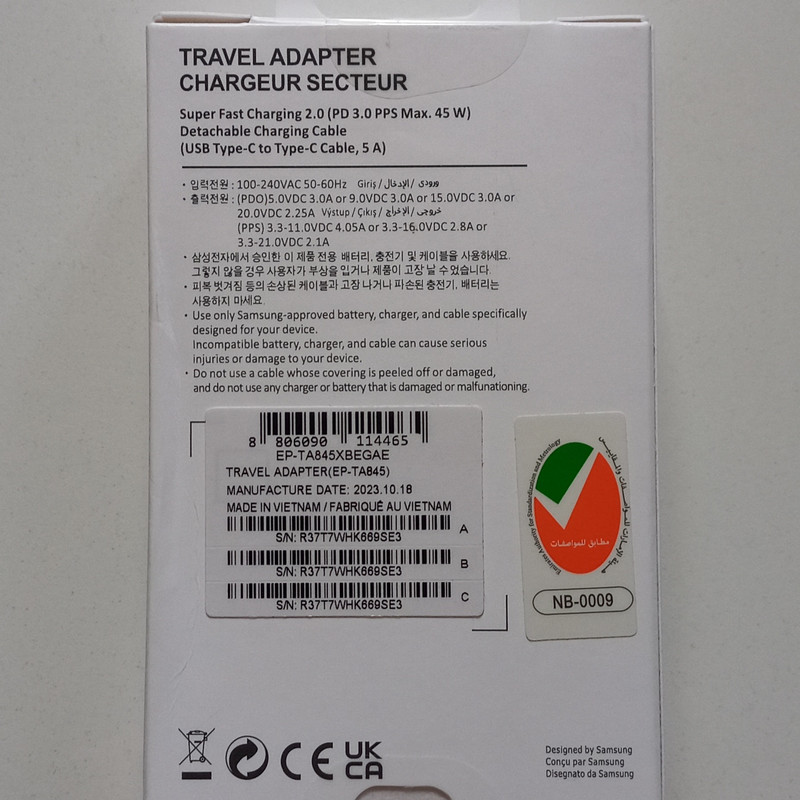 TRAVEL ADAPTER
CHARGEUR SECTEUR
Super Fast Charging 2.0 (PD 3.0 PPS Max. 45 W)
Detachable Charging Cable
(USB Type-C to Type-C Cable, 5 A)
• 입력전원 : 100-240VAC 50-60Hz Giriş / الإدخال / ورودی
• 출력전원 : (PDO)5.0VDC 3.0A or 9.0VDC 3.0A or 15.0VDC 3.0A or
20.0VDC 2.25A Výstup / Çıkış / الإخراج / خروجی
(PPS) 3.3-11.0VDC 4.05A or 3.3-16.0VDC 2.8A or
3.3-21.0VDC 2.1A
• 삼성전자에서 승인한 이 제품 전용 배터리, 충전기 및 케이블을 사용하세요.
그렇지 않을 경우 사용자가 부상을 입거나 제품이 고장 날 수 있습니다.
• 피복 벗겨짐 등의 손상된 케이블과 고장 나거나 파손된 충전기, 배터리는
사용하지 마세요.
• Use only Samsung-approved battery, charger, and cable specifically
designed for your device.
Incompatible battery, charger, and cable can cause serious
injuries or damage to your device.
• Do not use a cable whose covering is peeled off or damaged,
and do not use any charger or battery that is damaged or malfunationing.
8 806090 114465
EP-TA845XBEGAE
TRAVEL ADAPTER(EP-TA845)
MANUFACTURE DATE: 2023.10.18
MADE IN VIETNAM / FABRIQUÉ AU VIETNAM
A
S/N: R37T7WHK669SE3
B
S/N: R37T7WHK669SE3
C
S/N: R37T7WHK669SE3
Emirates Authority for Standardization and Metrology
هيئة الإمارات للمواصفات والمقاييس
مطابق للمواصفات
NB-0009
CE
UK
CA
Designed by Samsung
Conçu par Samsung
Disegnato da Samsung